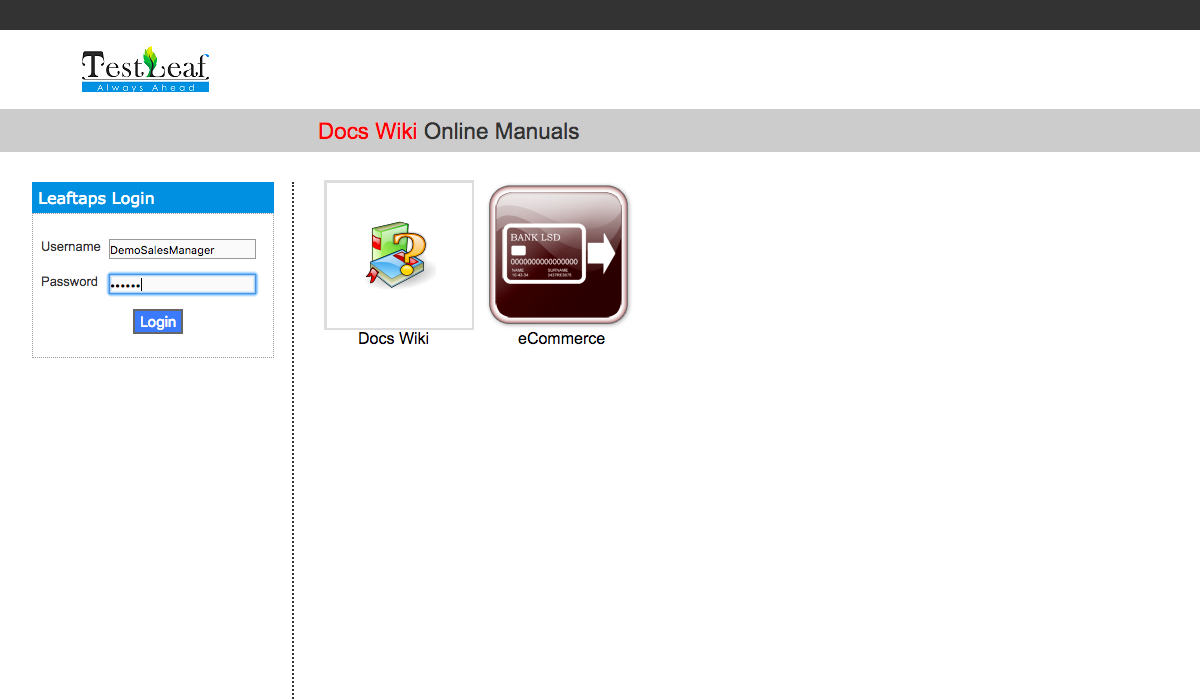 TestLeaf
Always Ahead
Docs Wiki Online Manuals
Leaftaps Login
Username
DemoSalesManager
Password
••••••
Login
BANK LSD
0000000000000000
NAME SURNAME
Docs Wiki
eCommerce